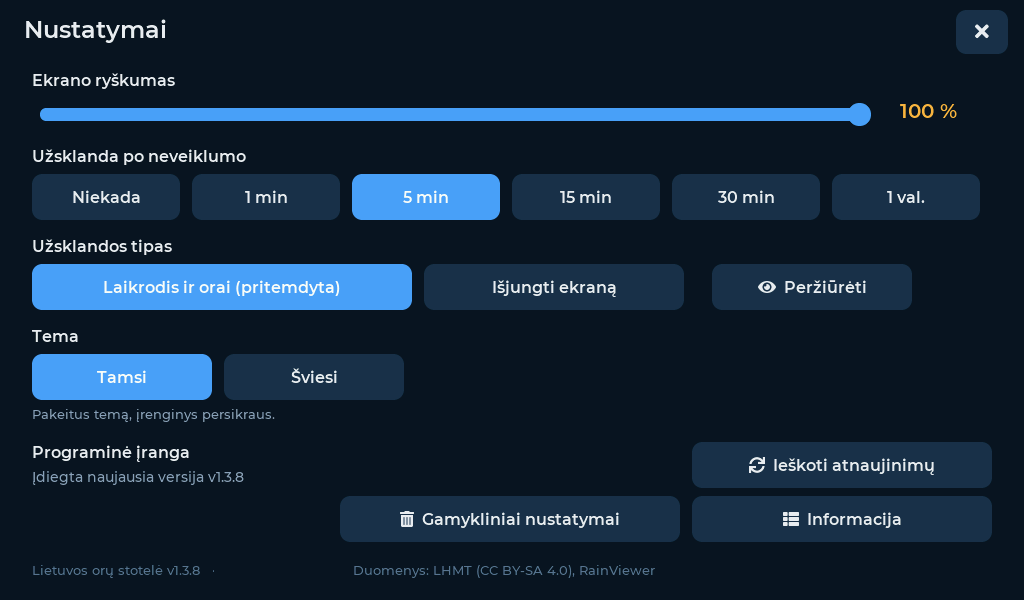 Nustatymai
Ekrano ryškumas
100 %
Užsklanda po neveiklumo
Niekada 1 min 5 min 15 min 30 min 1 val.
Užsklandos tipas
Laikrodis ir orai (pritemdyta) Išjungti ekraną Peržiūrėti
Tema
Tamsi Šviesi
Pakeitus temą, įrenginys persikraus.
Programinė įranga
Įdiegta naujausia versija v1.3.8
Ieškoti atnaujinimų
Gamykliniai nustatymai Informacija
Lietuvos orų stotelė v1.3.8 · Duomenys: LHMT (CC BY-SA 4.0), RainViewer